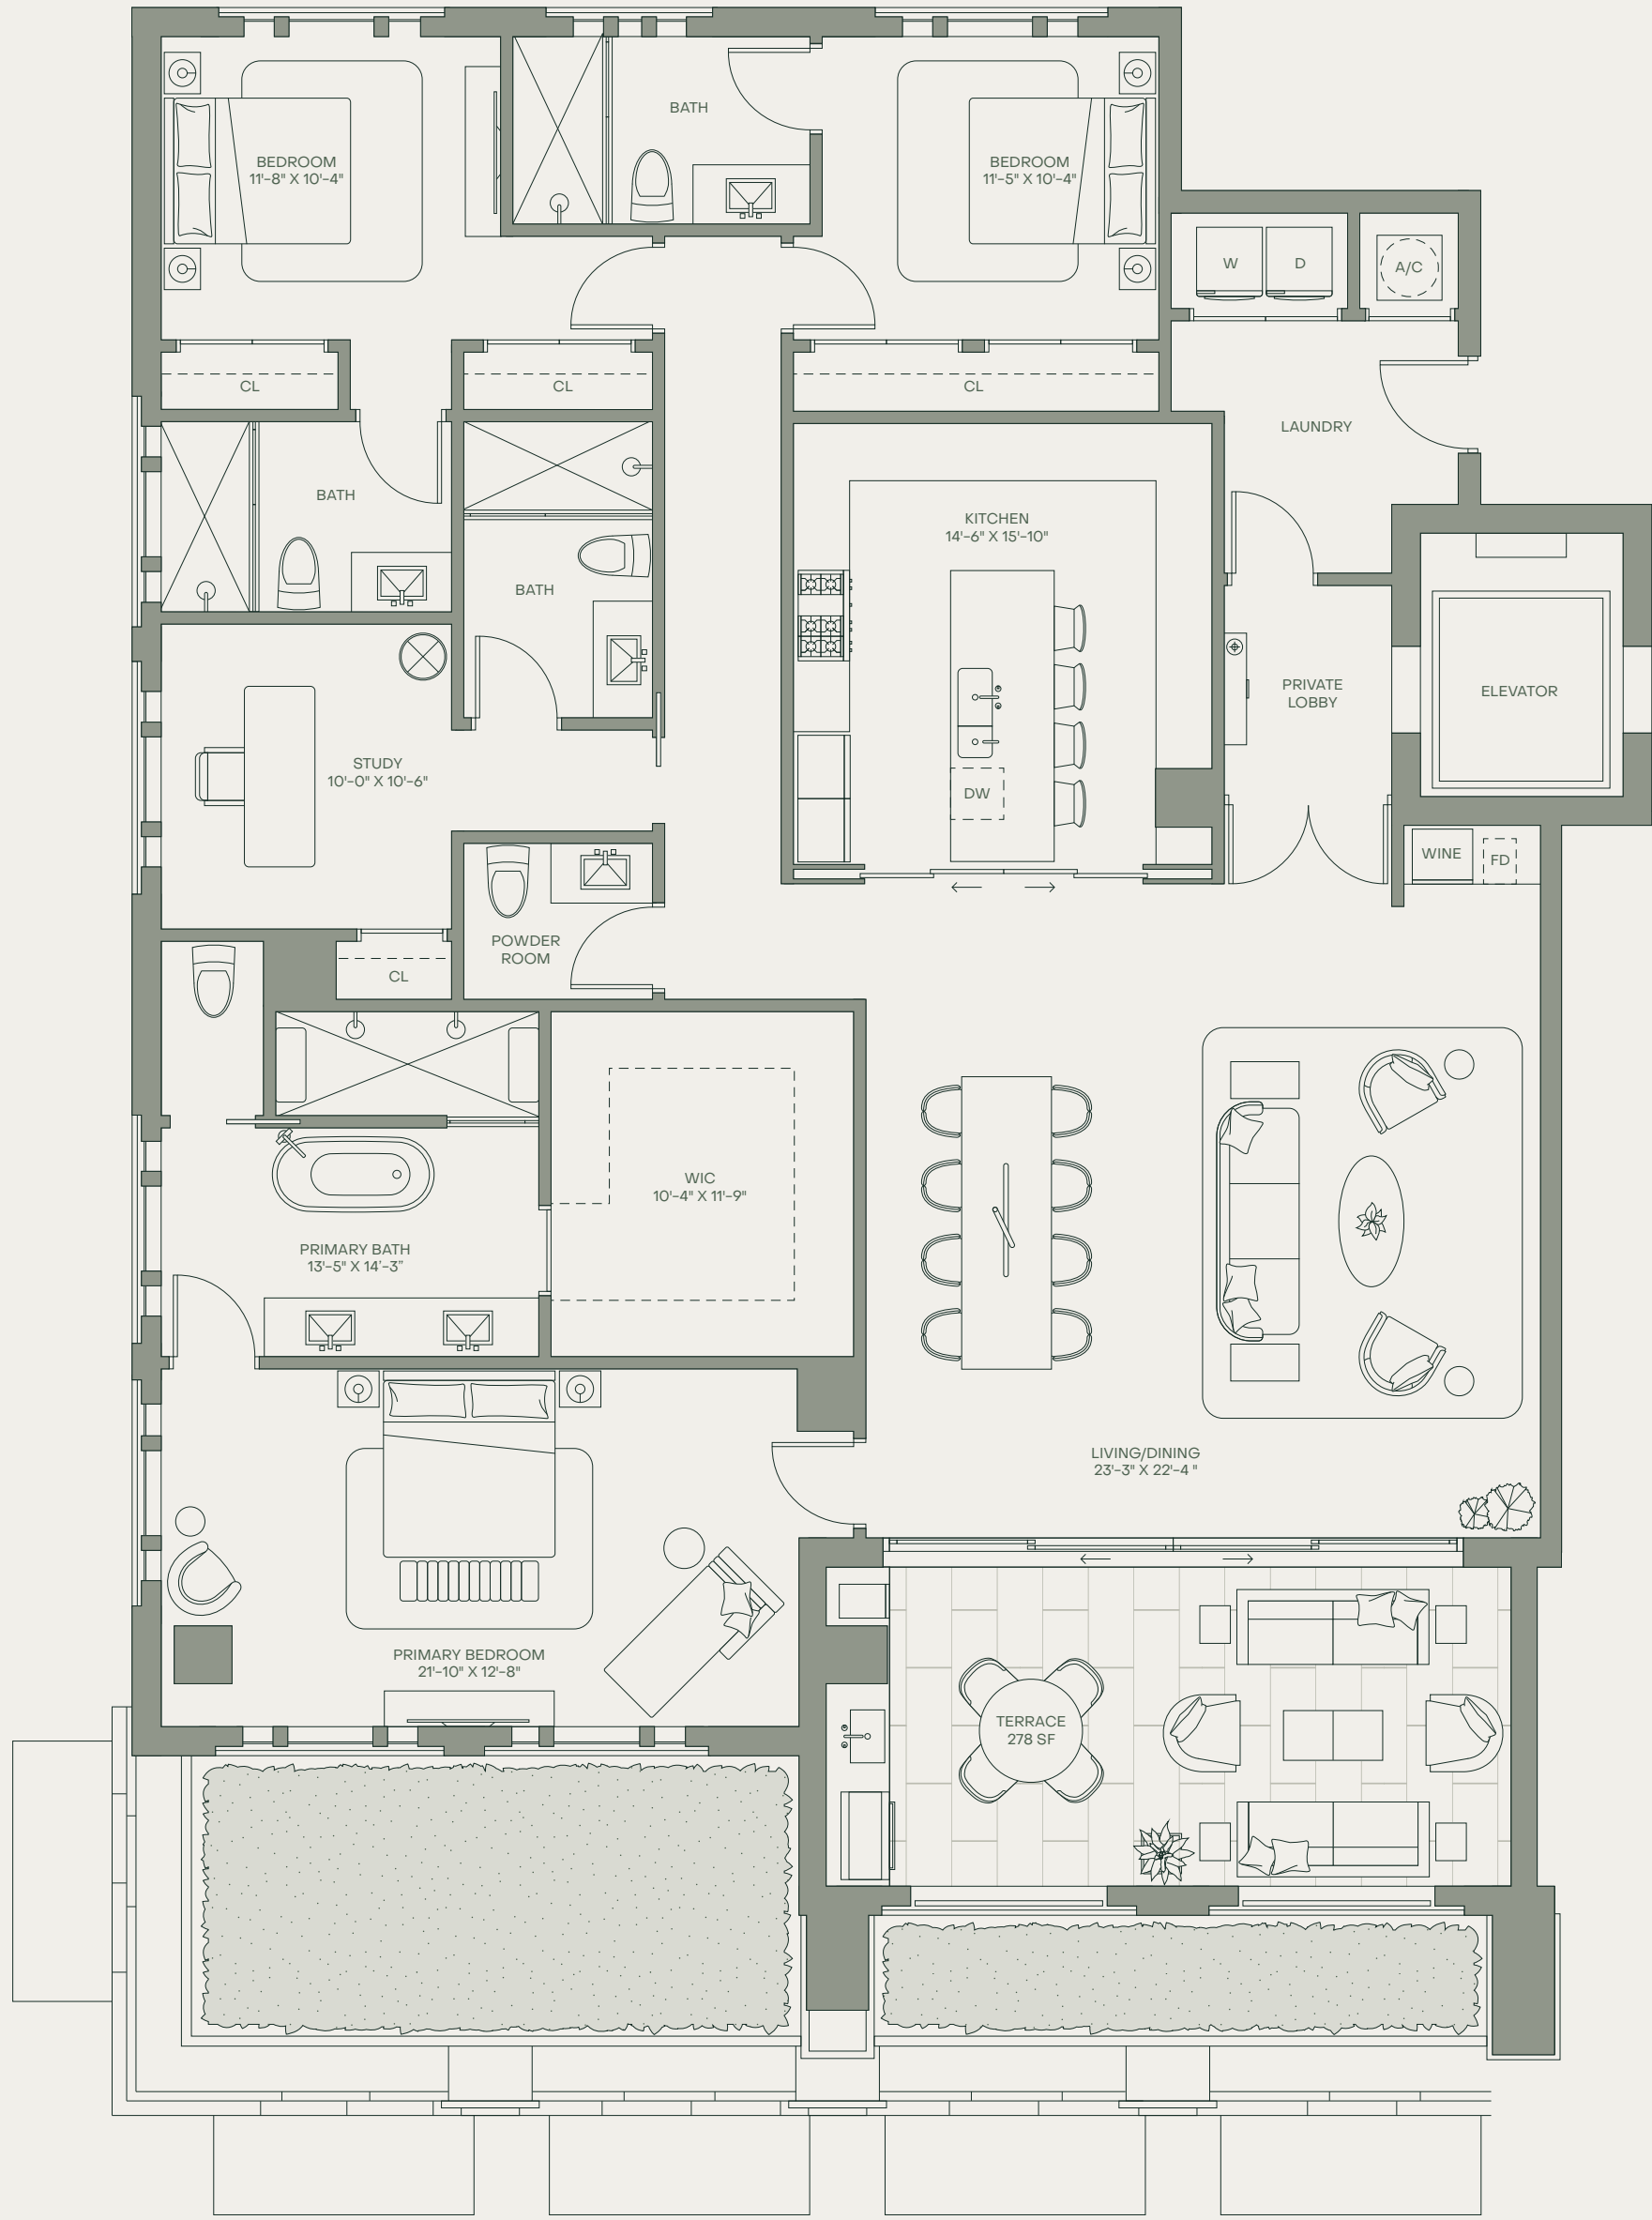 BATH
BEDROOM
11'-8" X 10'-4"
BEDROOM
11'-5" X 10'-4"
W
D
A/C
CL
CL
CL
LAUNDRY
BATH
KITCHEN
14'-6" X 15'-10"
BATH
PRIVATE
LOBBY
ELEVATOR
STUDY
10'-0" X 10'-6"
DW
WINE
FD
POWDER
ROOM
CL
WIC
10'-4" X 11'-9"
PRIMARY BATH
13'-5" X 14'-3"
LIVING/DINING
23'-3" X 22'-4 "
PRIMARY BEDROOM
21'-10" X 12'-8"
TERRACE
278 SF